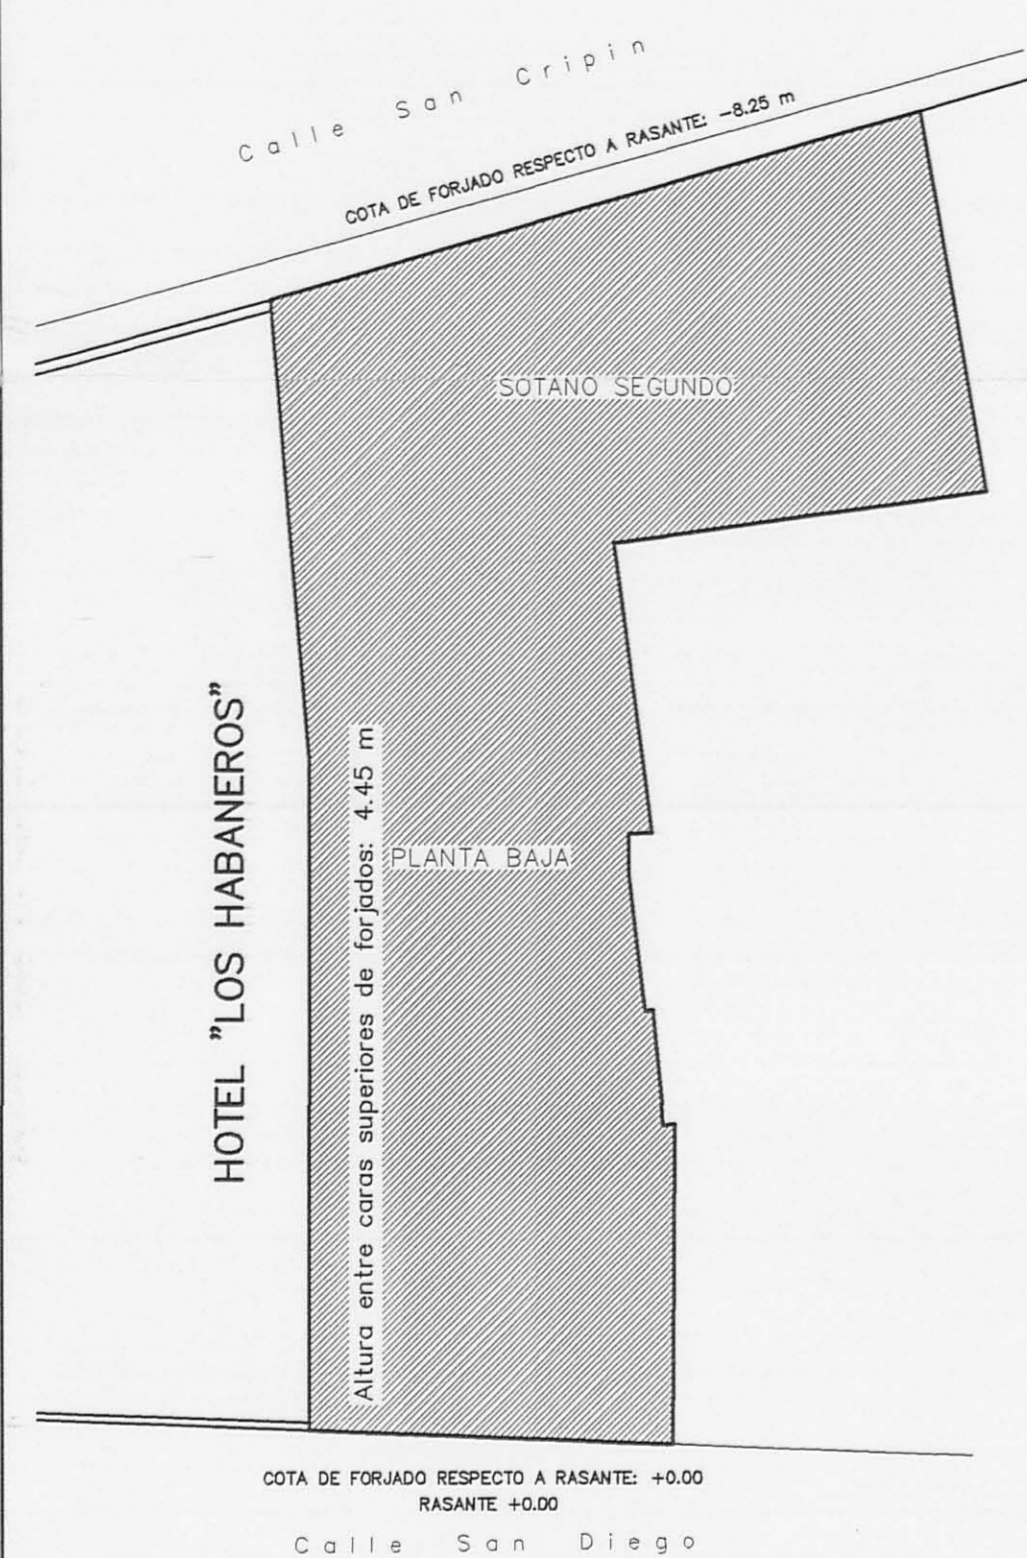 Calle San Cripin
COTA DE FORJADO RESPECTO A RASANTE: -8.25 m
SOTANO SEGUNDO
HOTEL "LOS HABANEROS"
Altura entre caras superiores de forjados: 4.45 m
PLANTA BAJA
COTA DE FORJADO RESPECTO A RASANTE: +0.00
RASANTE +0.00
Calle San Diego